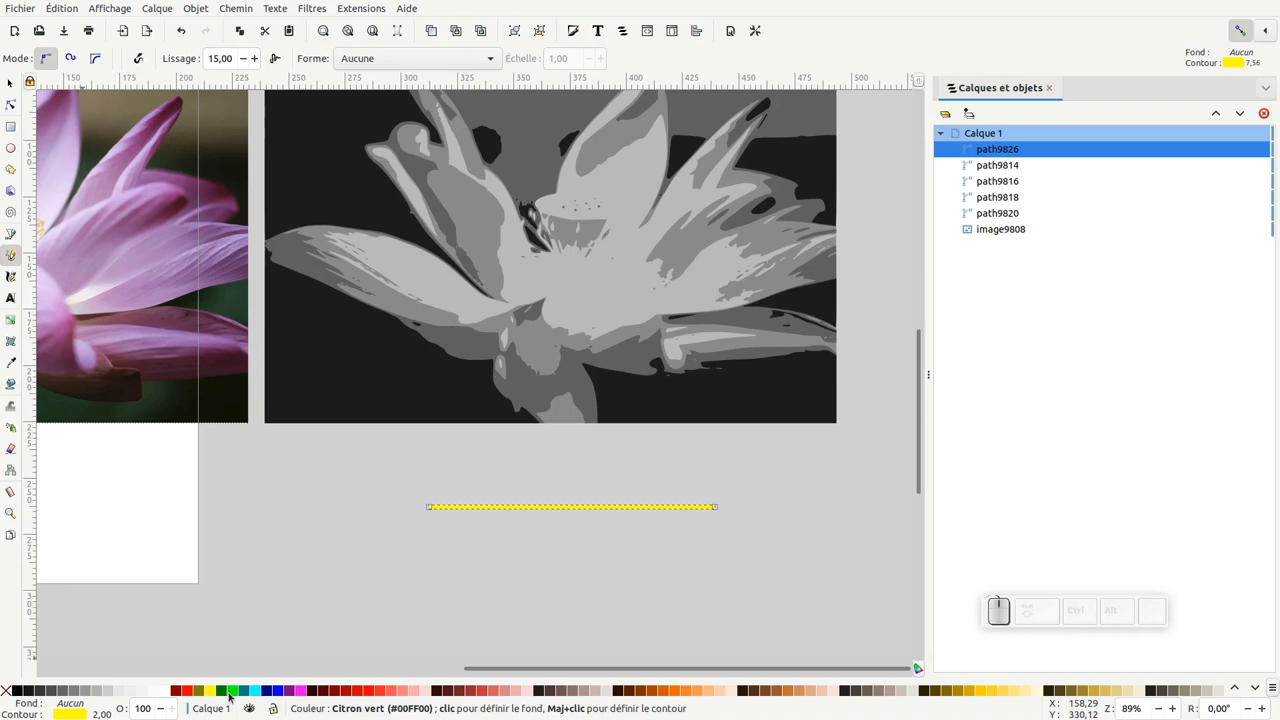 Fichier Édition Affichage Calque Objet Chemin Texte Filtres Extensions Aide
Mode: Lissage: 15,00 − + Forme: Aucune Échelle : 1,00 − +
Fond : Aucun
Contour : 7,56
150 175 200 225 250 275 300 325 350 375 400 425 450 475 500
Calques et objets ×
Calque 1
path9826
path9814
path9816
path9818
path9820
image9808
Ctrl Alt
Fond : Aucun
Contour : 2,00
O : 100 − + Calque 1 Couleur : Citron vert (#00FF00) ; clic pour définir le fond, Maj+clic pour définir le contour
X : 158,29
Y : 330,12
Z : 89% − + R : 0,00° − +